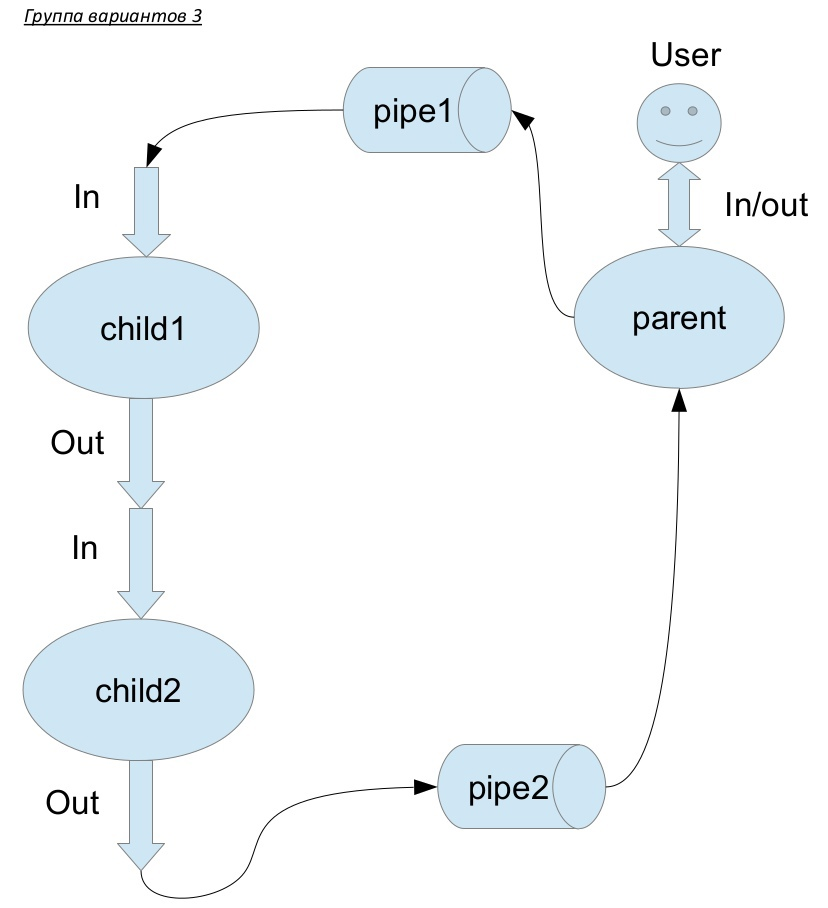 Группа вариантов 3
User
pipe1
In
In/out
child1
parent
Out
In
child2
pipe2
Out